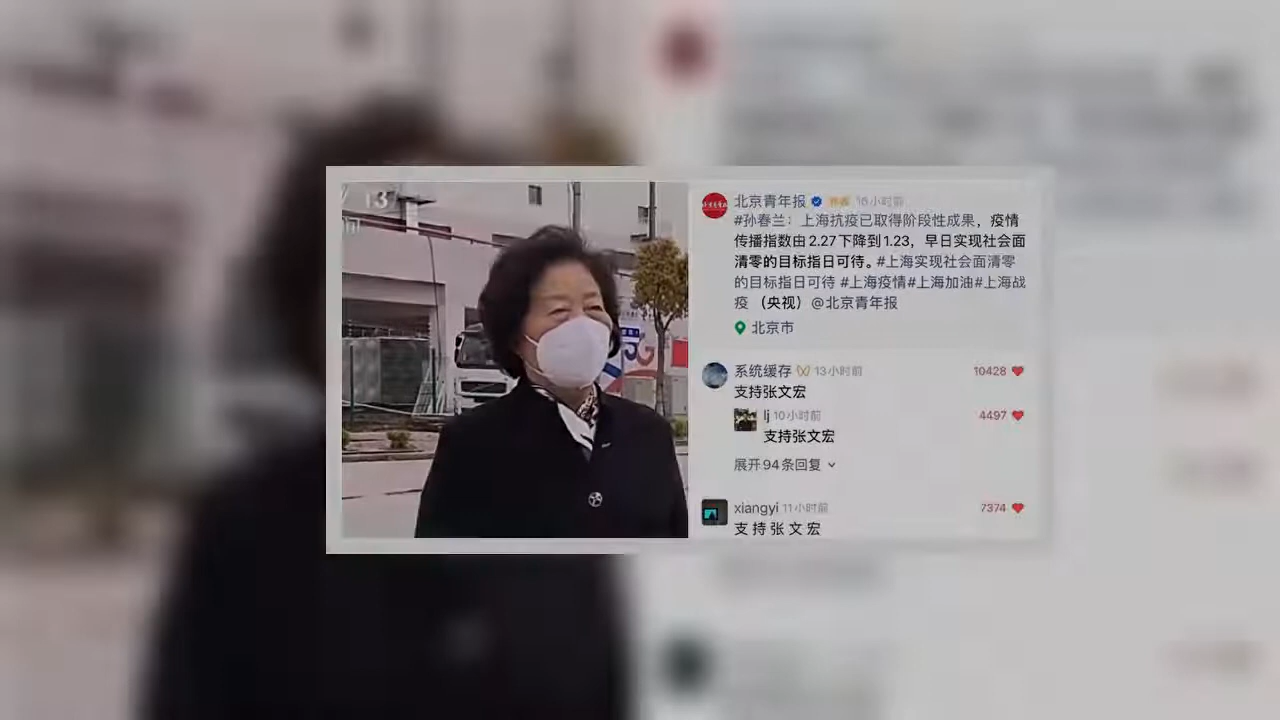 13
北京青年报 作者 16小时前
#孙春兰：上海抗疫已取得阶段性成果，疫情
传播指数由2.27下降到1.23，早日实现社会面
清零的目标指日可待。#上海实现社会面清零
的目标指日可待 #上海疫情#上海加油#上海战
疫 （央视）@北京青年报
北京市
系统缓存 13小时前 10428
支持张文宏
lj 10小时前 4497
支持张文宏
展开94条回复
xiangyi 11小时前 7374
支 持 张 文 宏